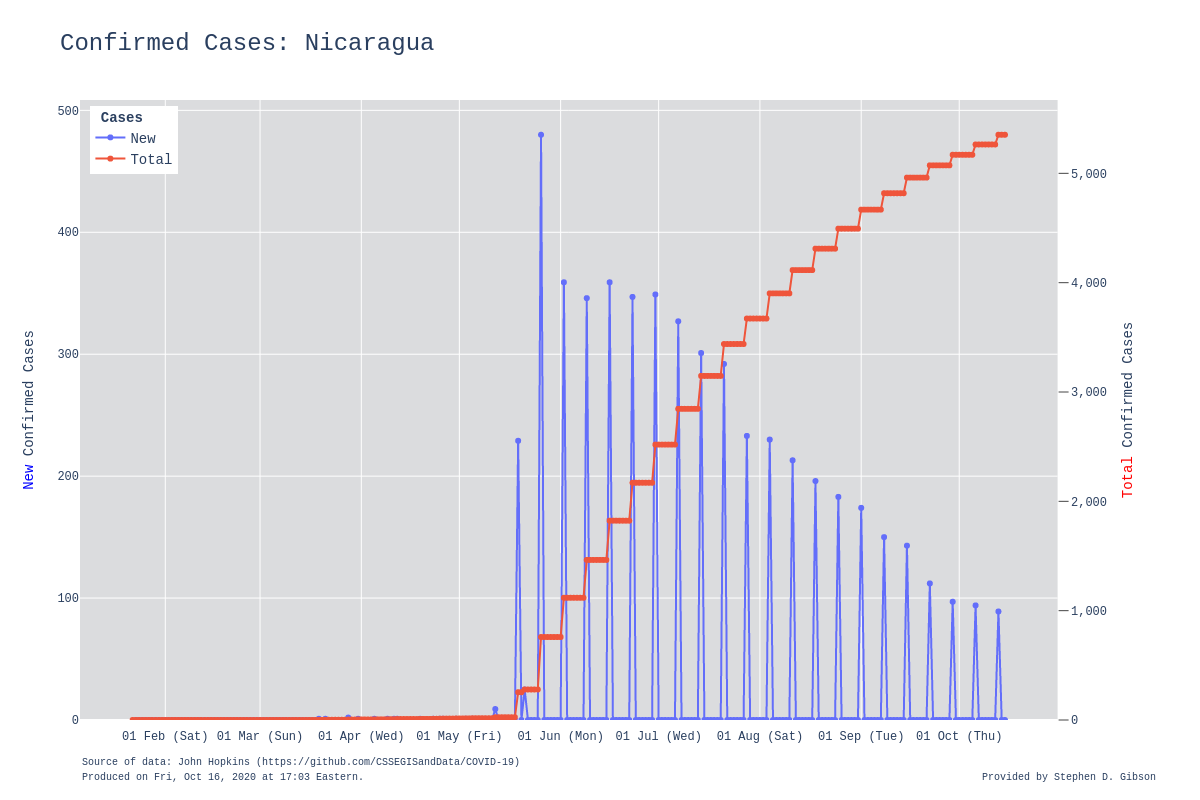 Confirmed Cases: Nicaragua
Cases
New
Total
500
400
300
200
100
0
5,000
4,000
3,000
2,000
1,000
0
New Confirmed Cases
Total Confirmed Cases
01 Feb (Sat) 01 Mar (Sun) 01 Apr (Wed) 01 May (Fri) 01 Jun (Mon) 01 Jul (Wed) 01 Aug (Sat) 01 Sep (Tue) 01 Oct (Thu)
Source of data: John Hopkins (https://github.com/CSSEGISandData/COVID-19)
Produced on Fri, Oct 16, 2020 at 17:03 Eastern.
Provided by Stephen D. Gibson